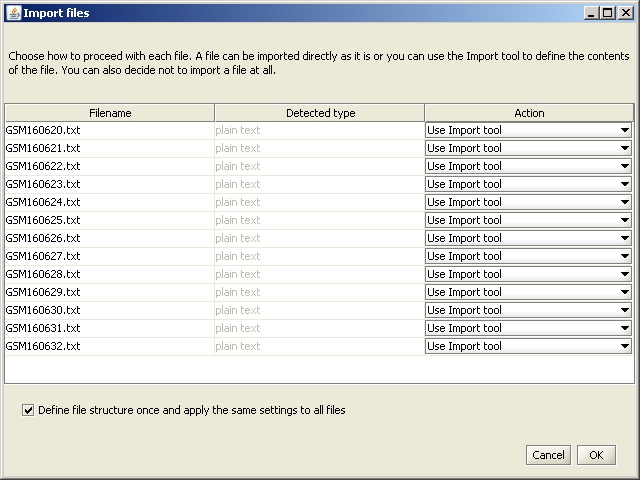 Import files
Choose how to proceed with each file. A file can be imported directly as it is or you can use the Import tool to define the contents
of the file. You can also decide not to import a file at all.
Filename Detected type Action
GSM160620.txt plain text Use Import tool
GSM160621.txt plain text Use Import tool
GSM160622.txt plain text Use Import tool
GSM160623.txt plain text Use Import tool
GSM160624.txt plain text Use Import tool
GSM160625.txt plain text Use Import tool
GSM160626.txt plain text Use Import tool
GSM160627.txt plain text Use Import tool
GSM160628.txt plain text Use Import tool
GSM160629.txt plain text Use Import tool
GSM160630.txt plain text Use Import tool
GSM160631.txt plain text Use Import tool
GSM160632.txt plain text Use Import tool
Define file structure once and apply the same settings to all files
Cancel OK